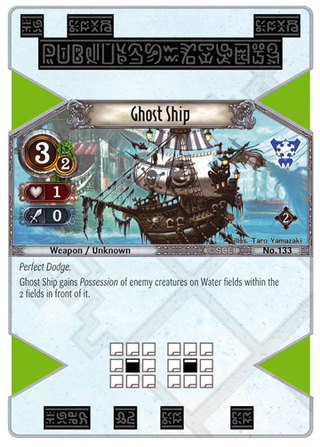 Ghost Ship
3
2
1
0
2
Illus. Taro Yamazaki
Weapon / Unknown
© SCEI
No.133
Perfect Dodge.
Ghost Ship gains Possession of enemy creatures on Water fields within the
2 fields in front of it.